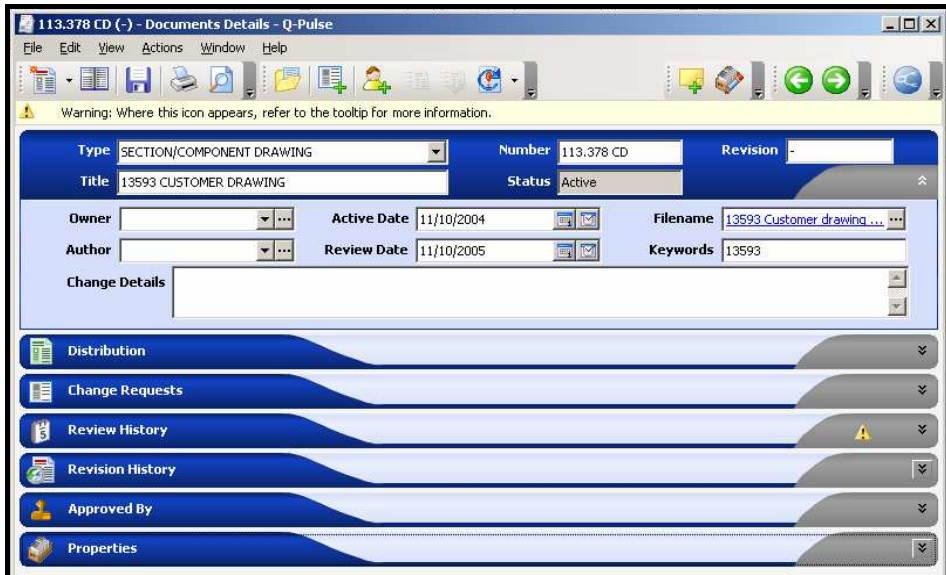 113.378 CD (-) - Documents Details - Q-Pulse
File Edit View Actions Window Help
Warning: Where this icon appears, refer to the tooltip for more information.
Type SECTION/COMPONENT DRAWING Number 113.378 CD Revision -
Title 13593 CUSTOMER DRAWING Status Active
Owner Active Date 11/10/2004 Filename 13593 Customer drawing ...
Author Review Date 11/10/2005 Keywords 13593
Change Details
Distribution
Change Requests
Review History
Revision History
Approved By
Properties